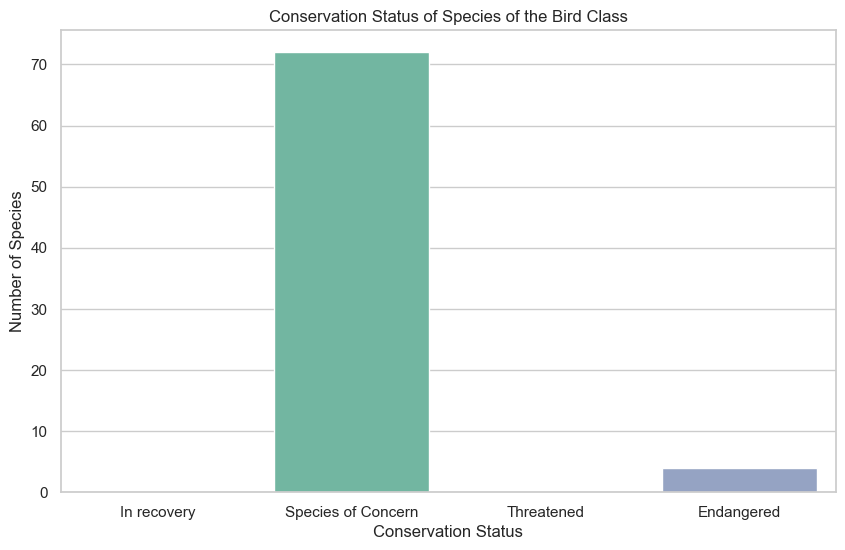 Conservation Status of Species of the Bird Class
Number of Species
70
60
50
40
30
20
10
0
In recovery
Species of Concern
Threatened
Endangered
Conservation Status